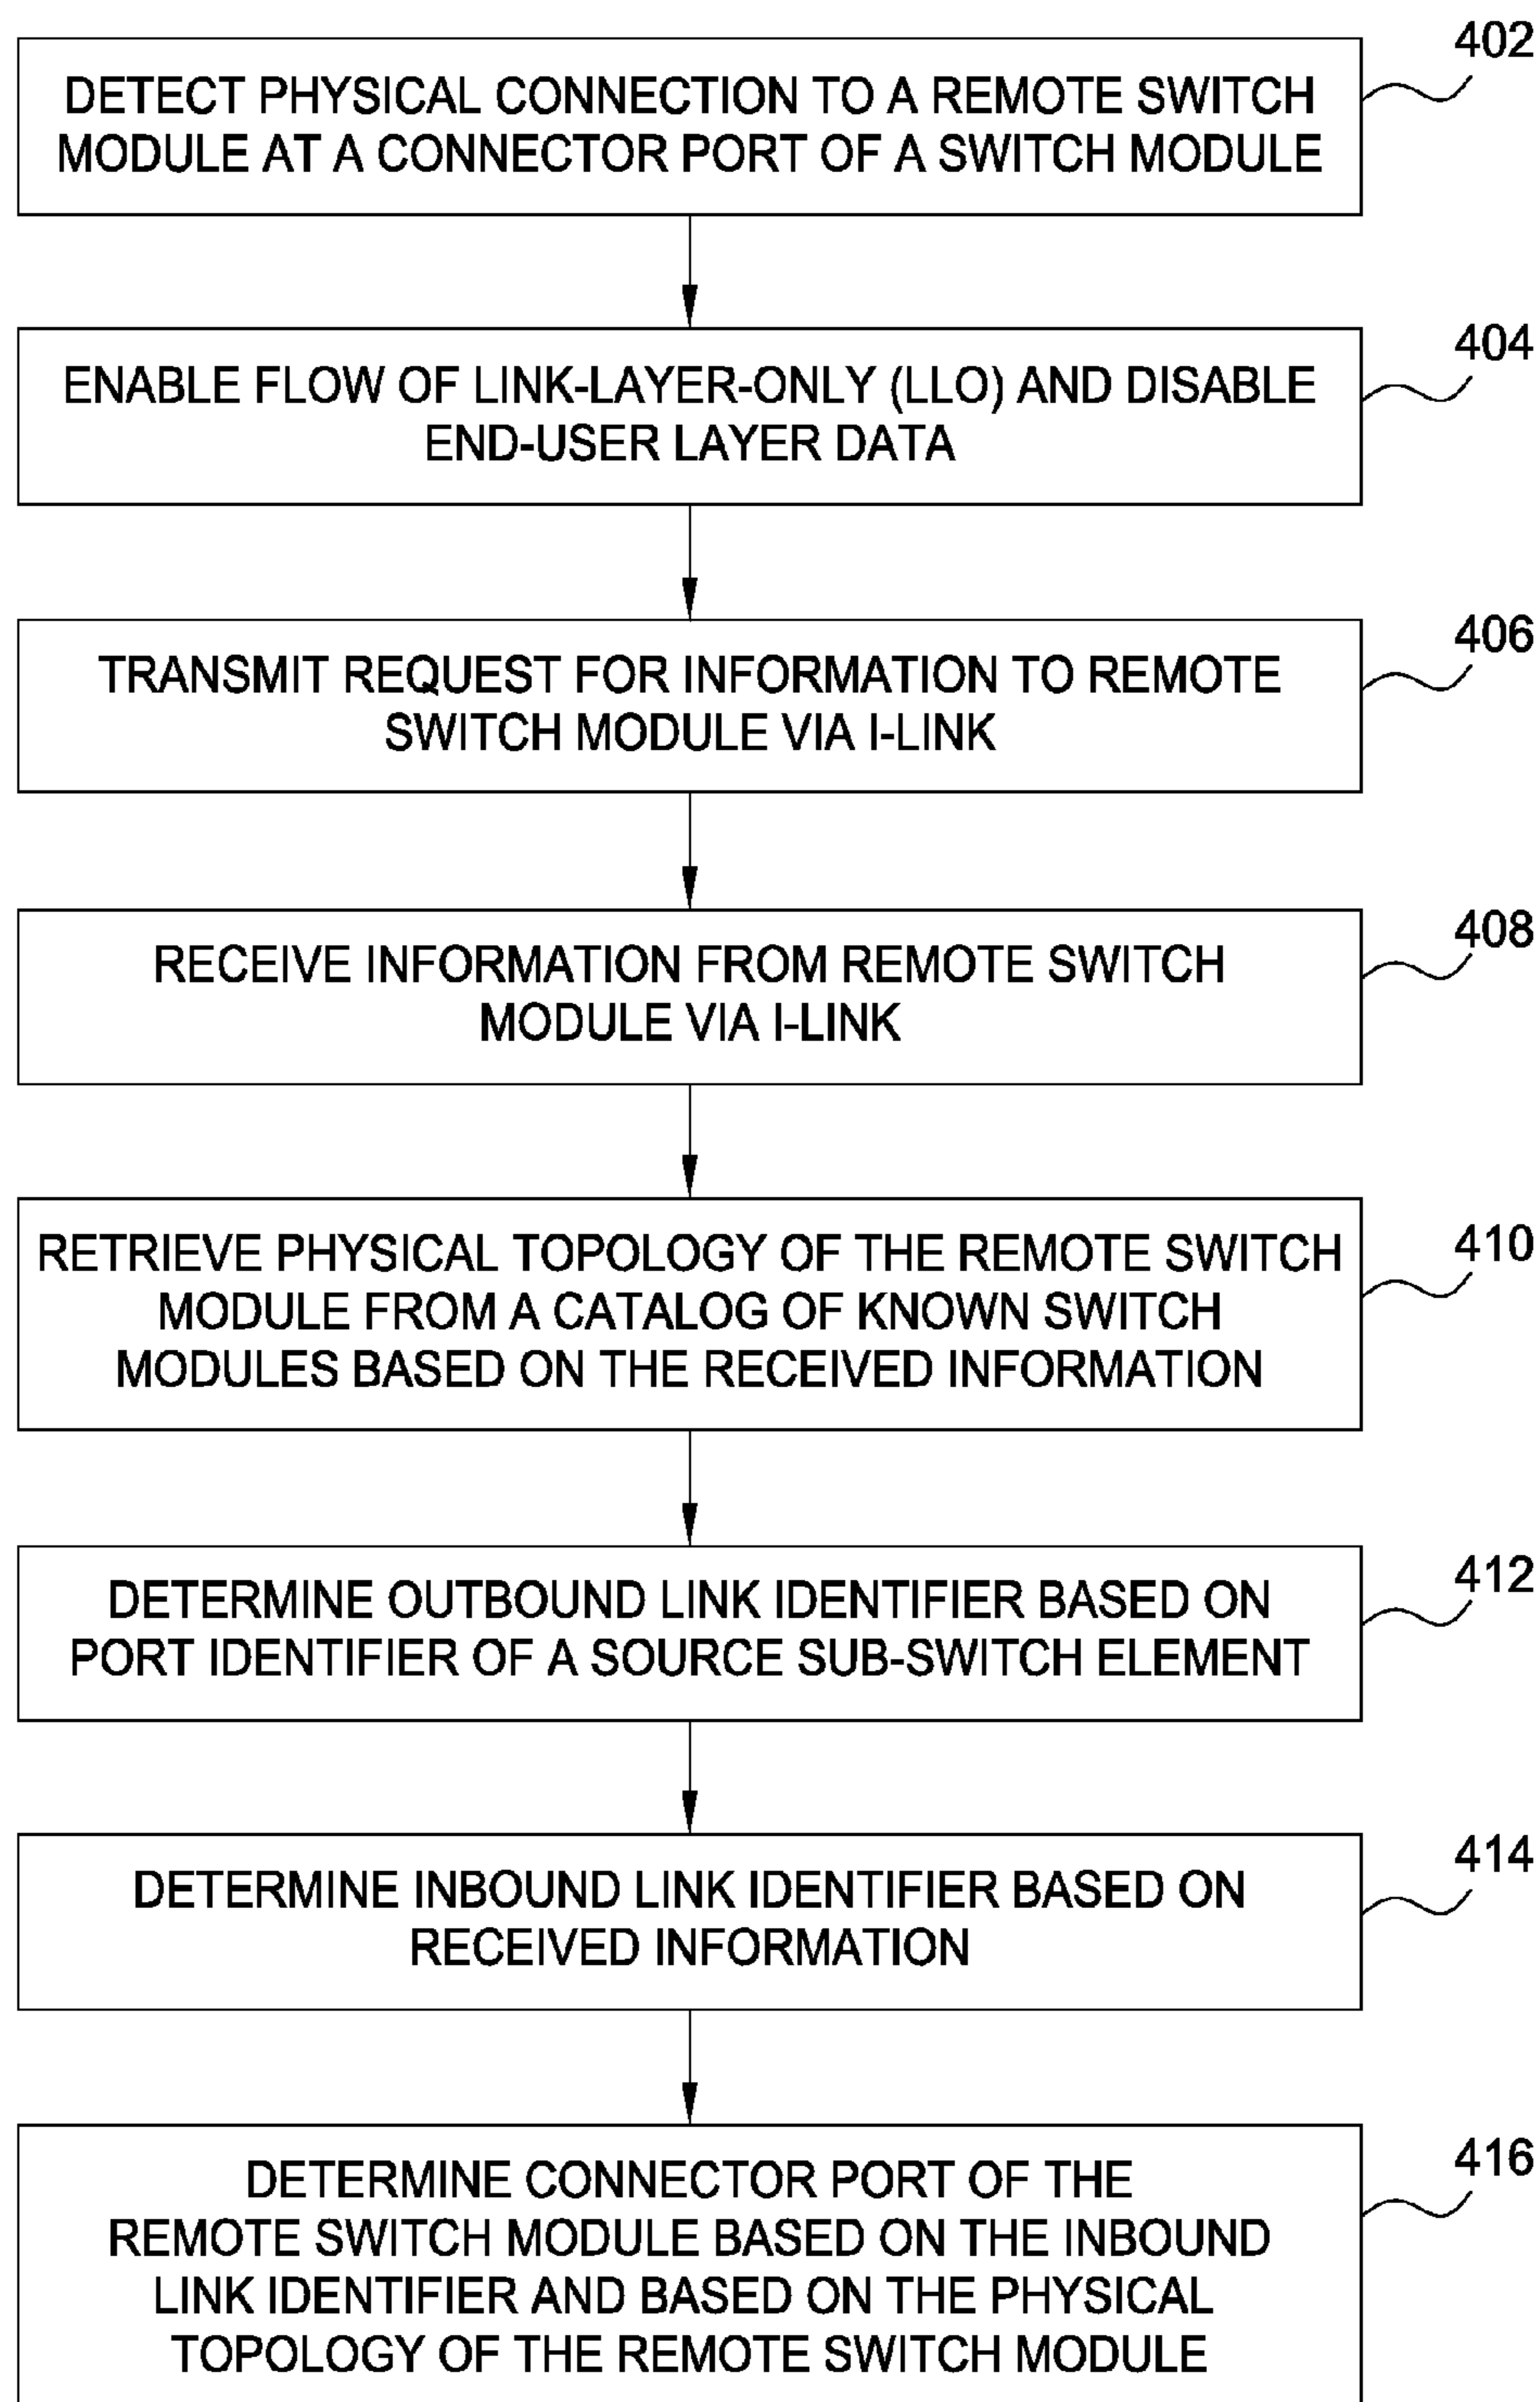 402
DETECT PHYSICAL CONNECTION TO A REMOTE SWITCH
MODULE AT A CONNECTOR PORT OF A SWITCH MODULE
404
ENABLE FLOW OF LINK-LAYER-ONLY (LLO) AND DISABLE
END-USER LAYER DATA
406
TRANSMIT REQUEST FOR INFORMATION TO REMOTE
SWITCH MODULE VIA I-LINK
408
RECEIVE INFORMATION FROM REMOTE SWITCH
MODULE VIA I-LINK
410
RETRIEVE PHYSICAL TOPOLOGY OF THE REMOTE SWITCH
MODULE FROM A CATALOG OF KNOWN SWITCH
MODULES BASED ON THE RECEIVED INFORMATION
412
DETERMINE OUTBOUND LINK IDENTIFIER BASED ON
PORT IDENTIFIER OF A SOURCE SUB-SWITCH ELEMENT
414
DETERMINE INBOUND LINK IDENTIFIER BASED ON
RECEIVED INFORMATION
416
DETERMINE CONNECTOR PORT OF THE
REMOTE SWITCH MODULE BASED ON THE INBOUND
LINK IDENTIFIER AND BASED ON THE PHYSICAL
TOPOLOGY OF THE REMOTE SWITCH MODULE